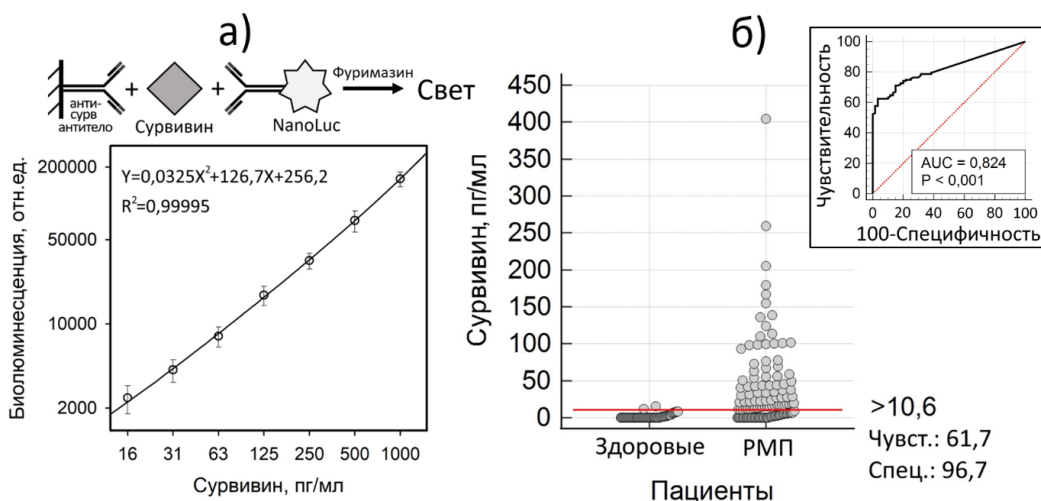 а)
анти-
сурв
антитело
+
Сурвивин
+
NanoLuc
Фуримазин
Свет
Y=0,0325X²+126,7X+256,2
R²=0,99995
Биолюминесценция, отн.ед.
200000
50000
10000
2000
16 31 63 125 250 500 1000
Сурвивин, пг/мл
б)
Сурвивин, пг/мл
450
400
350
300
250
200
150
100
50
0
Здоровые РМП
Пациенты
Чувствительность
100
80
60
40
20
0
AUC = 0,824
P < 0,001
0 20 40 60 80 100
100-Специфичность
>10,6
Чувст.: 61,7
Спец.: 96,7